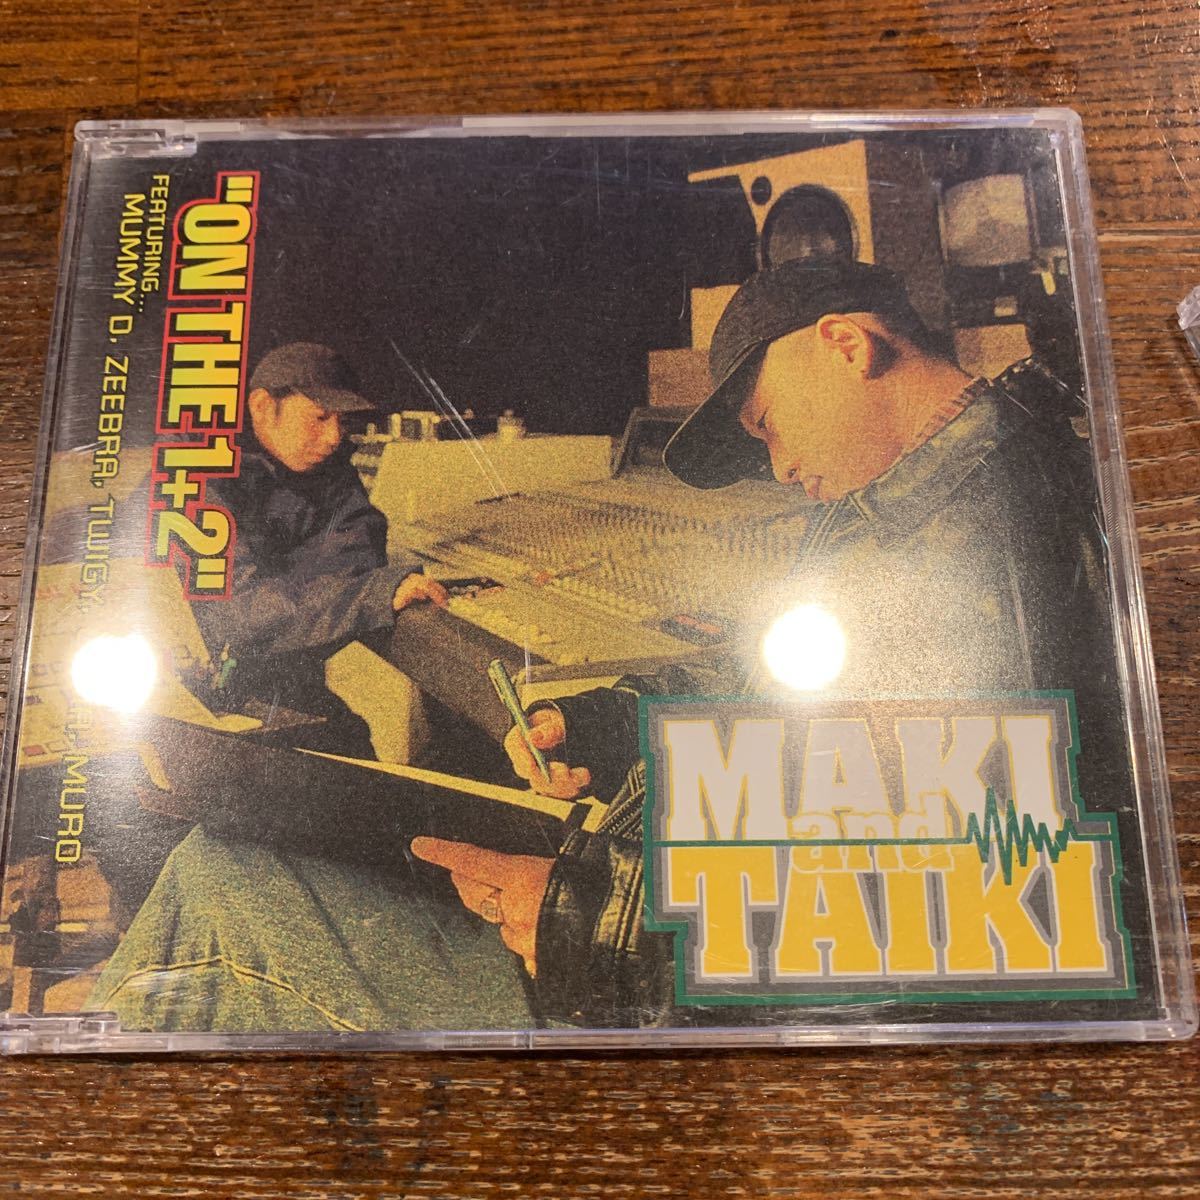 "ON THE 1+2"
FEATURING...
MUMMY D, ZEEBRA, TWIGY, MURO
MAKI
and
TAIKI